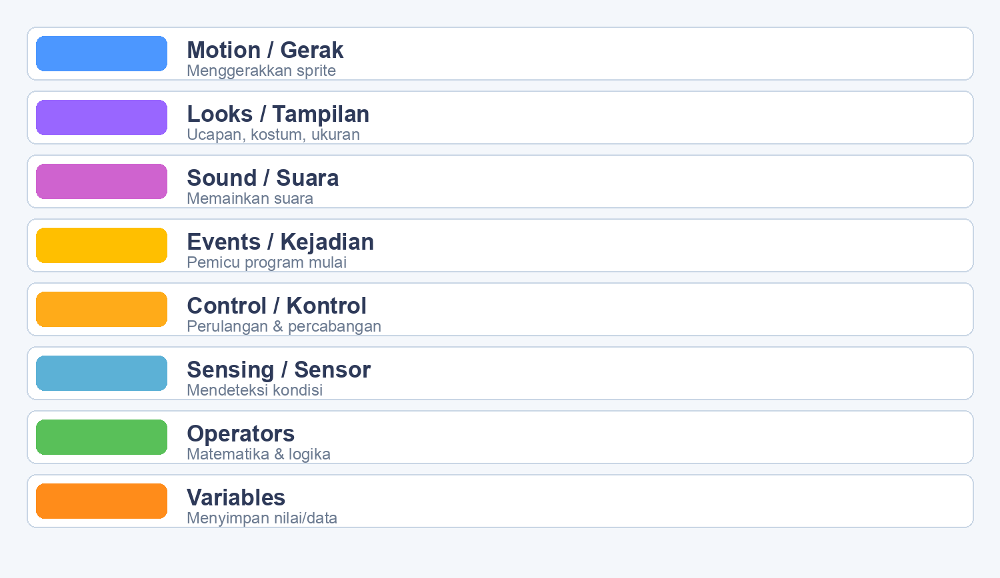 Motion / Gerak
Menggerakkan sprite
Looks / Tampilan
Ucapan, kostum, ukuran
Sound / Suara
Memainkan suara
Events / Kejadian
Pemicu program mulai
Control / Kontrol
Perulangan & percabangan
Sensing / Sensor
Mendeteksi kondisi
Operators
Matematika & logika
Variables
Menyimpan nilai/data